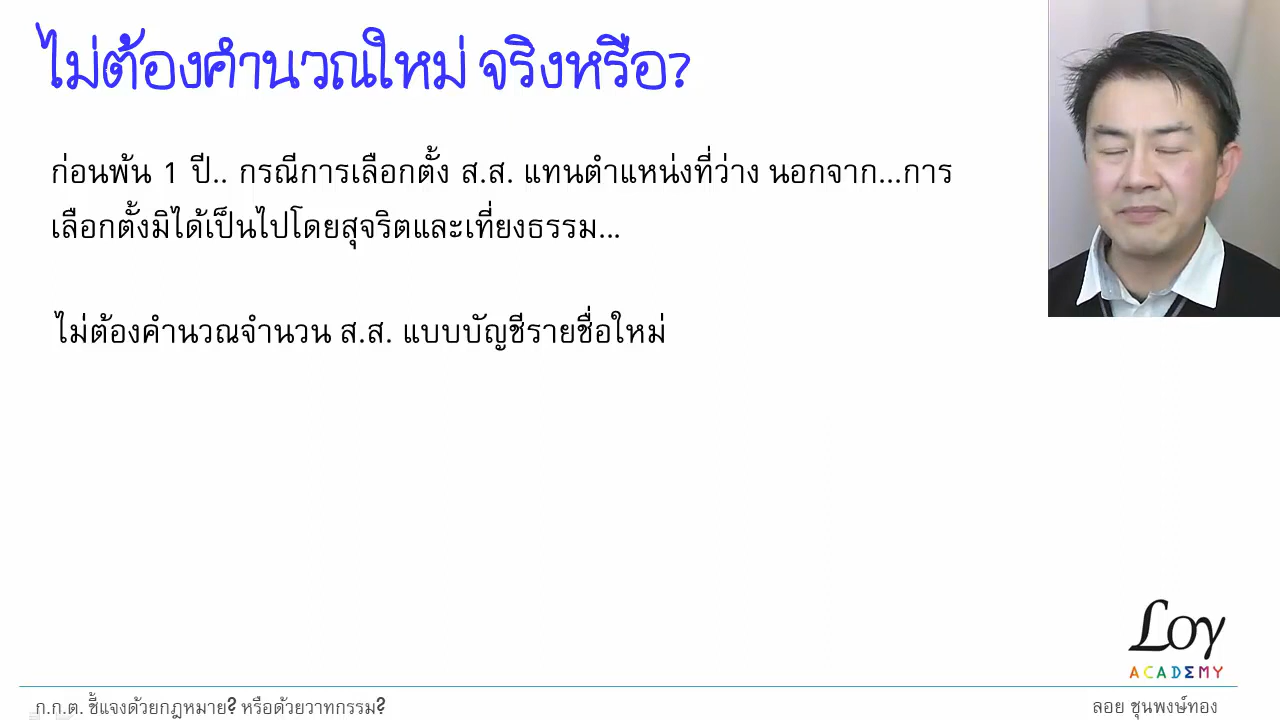 ไม่ต้องคำนวณใหม่ จริงหรือ?
ก่อนพ้น 1 ปี.. กรณีการเลือกตั้ง ส.ส. แทนตำแหน่งที่ว่าง นอกจาก...การ
เลือกตั้งมิได้เป็นไปโดยสุจริตและเที่ยงธรรม...
ไม่ต้องคำนวณจำนวน ส.ส. แบบบัญชีรายชื่อใหม่
Loy
ACADEMY
ก.ก.ต. ชี้แจงด้วยกฎหมาย? หรือด้วยวาทกรรม?
ลอย ชุนพงษ์ทอง